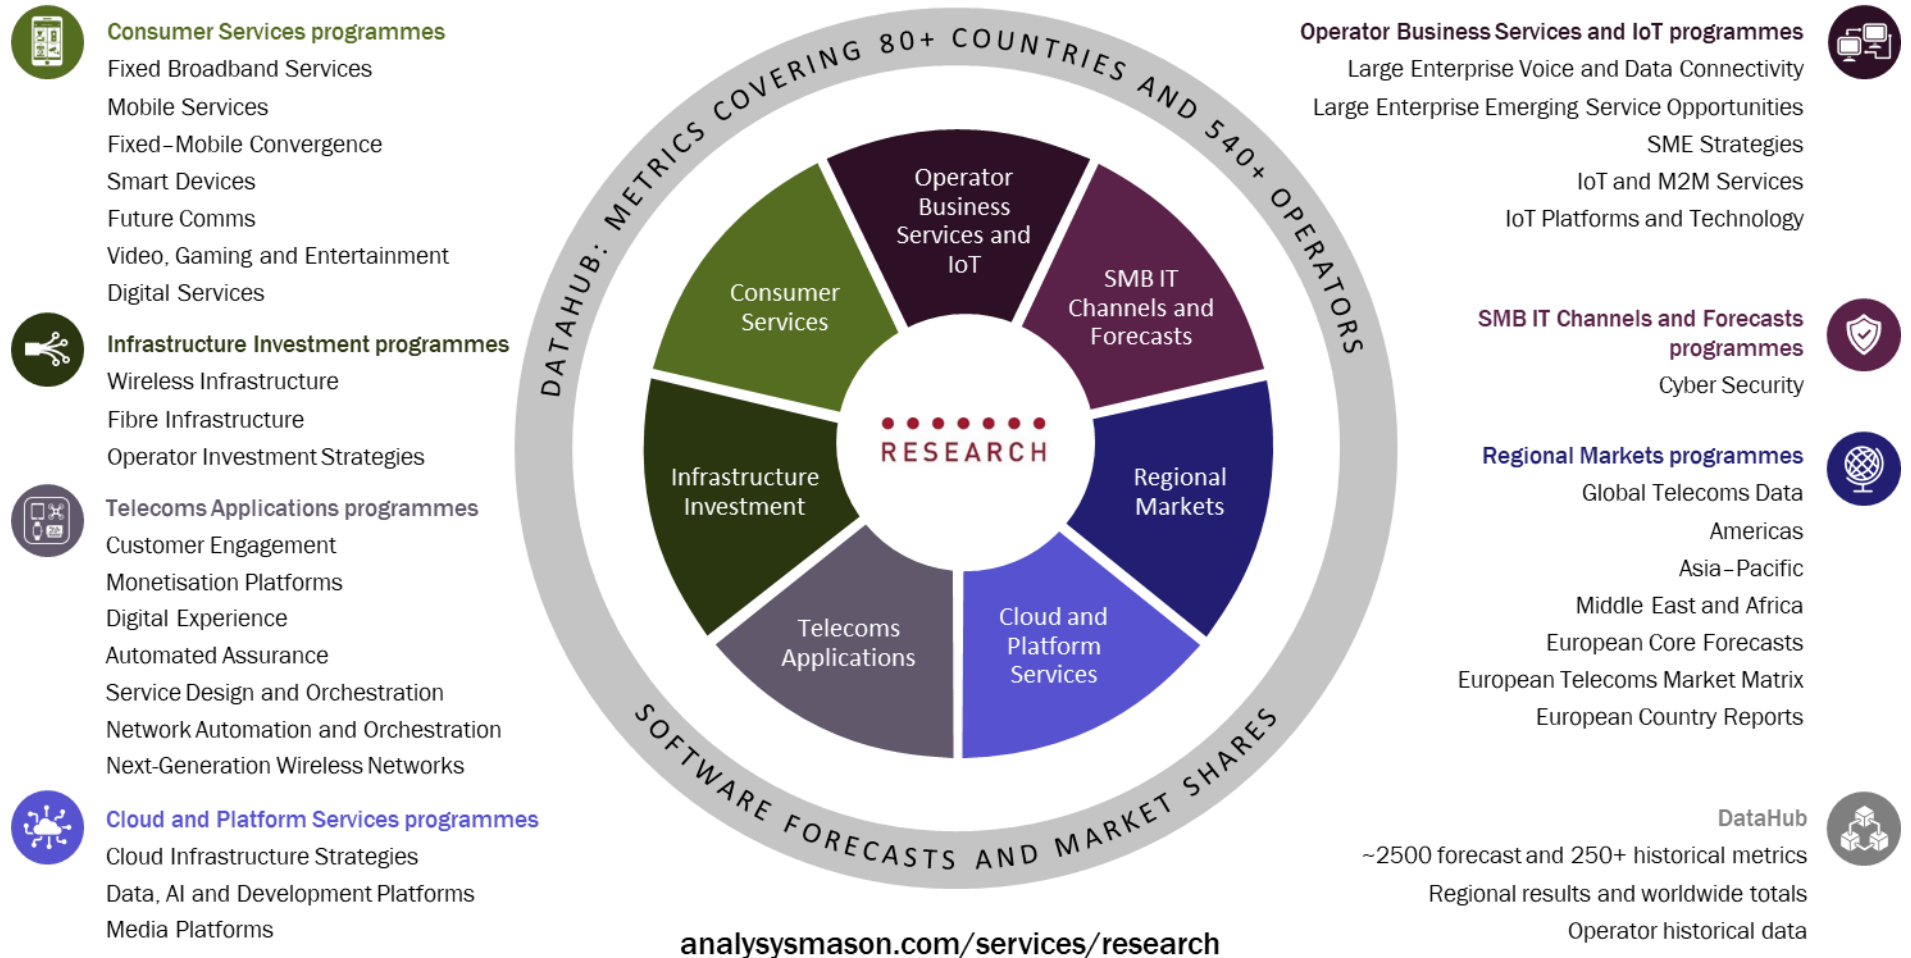 Consumer Services programmes
Fixed Broadband Services
Mobile Services
Fixed–Mobile Convergence
Smart Devices
Future Comms
Video, Gaming and Entertainment
Digital Services
Infrastructure Investment programmes
Wireless Infrastructure
Fibre Infrastructure
Operator Investment Strategies
Telecoms Applications programmes
Customer Engagement
Monetisation Platforms
Digital Experience
Automated Assurance
Service Design and Orchestration
Network Automation and Orchestration
Next-Generation Wireless Networks
Cloud and Platform Services programmes
Cloud Infrastructure Strategies
Data, AI and Development Platforms
Media Platforms
DATAHUB: METRICS COVERING 80+ COUNTRIES AND 540+ OPERATORS
Operator
Business
Services and
IoT
SMB IT
Channels and
Forecasts
Consumer
Services
RESEARCH
Infrastructure
Investment
Regional
Markets
Telecoms
Applications
Cloud and
Platform
Services
SOFTWARE FORECASTS AND MARKET SHARES
analysysmason.com/services/research
Operator Business Services and IoT programmes
Large Enterprise Voice and Data Connectivity
Large Enterprise Emerging Service Opportunities
SME Strategies
IoT and M2M Services
IoT Platforms and Technology
SMB IT Channels and Forecasts
programmes
Cyber Security
Regional Markets programmes
Global Telecoms Data
Americas
Asia–Pacific
Middle East and Africa
European Core Forecasts
European Telecoms Market Matrix
European Country Reports
DataHub
~2500 forecast and 250+ historical metrics
Regional results and worldwide totals
Operator historical data